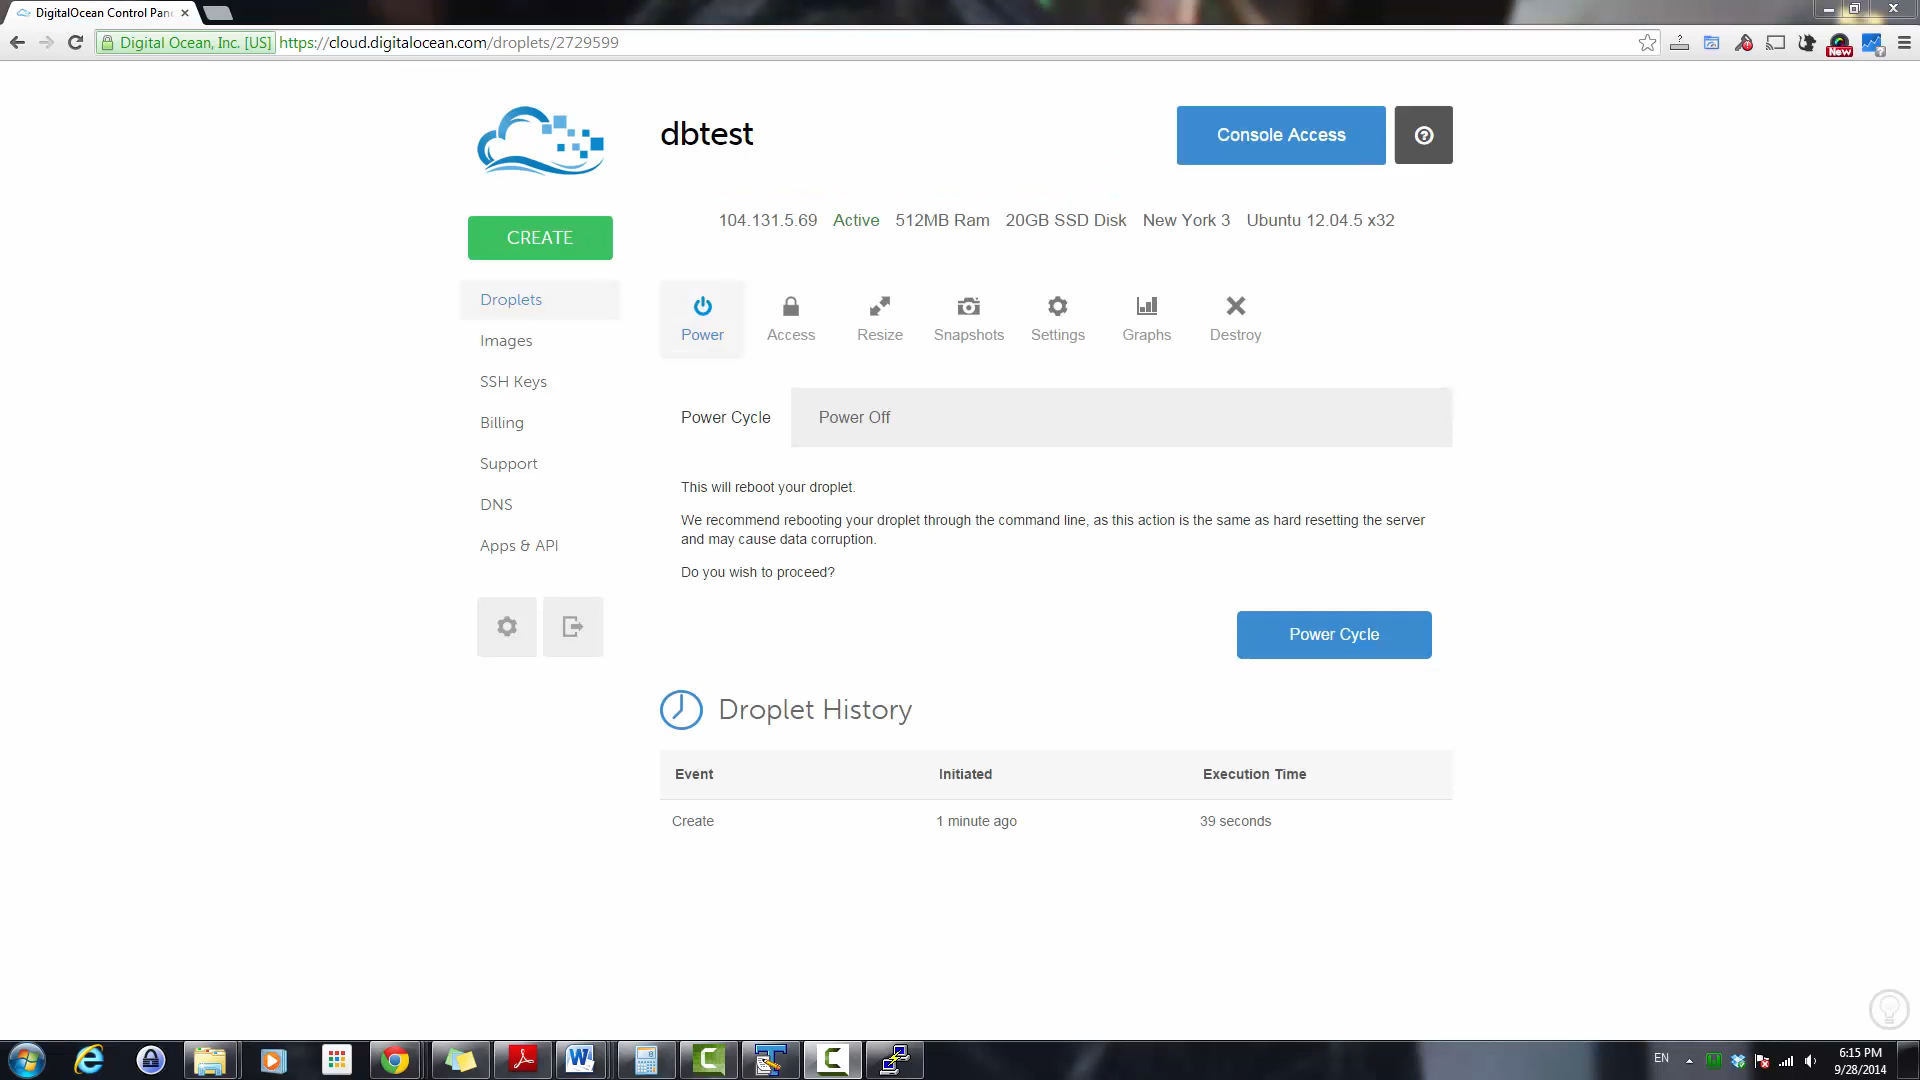 DigitalOcean Control Pan
Digital Ocean, Inc. [US] https://cloud.digitalocean.com/droplets/2729599
New
dbtest
Console Access
104.131.5.69 Active 512MB Ram 20GB SSD Disk New York 3 Ubuntu 12.04.5 x32
CREATE
Droplets
Images
SSH Keys
Billing
Support
DNS
Apps & API
Power Access Resize Snapshots Settings Graphs Destroy
Power Cycle Power Off
This will reboot your droplet.
We recommend rebooting your droplet through the command line, as this action is the same as hard resetting the server
and may cause data corruption.
Do you wish to proceed?
Power Cycle
Droplet History
Event Initiated Execution Time
Create 1 minute ago 39 seconds
EN
6:15 PM
9/28/2014